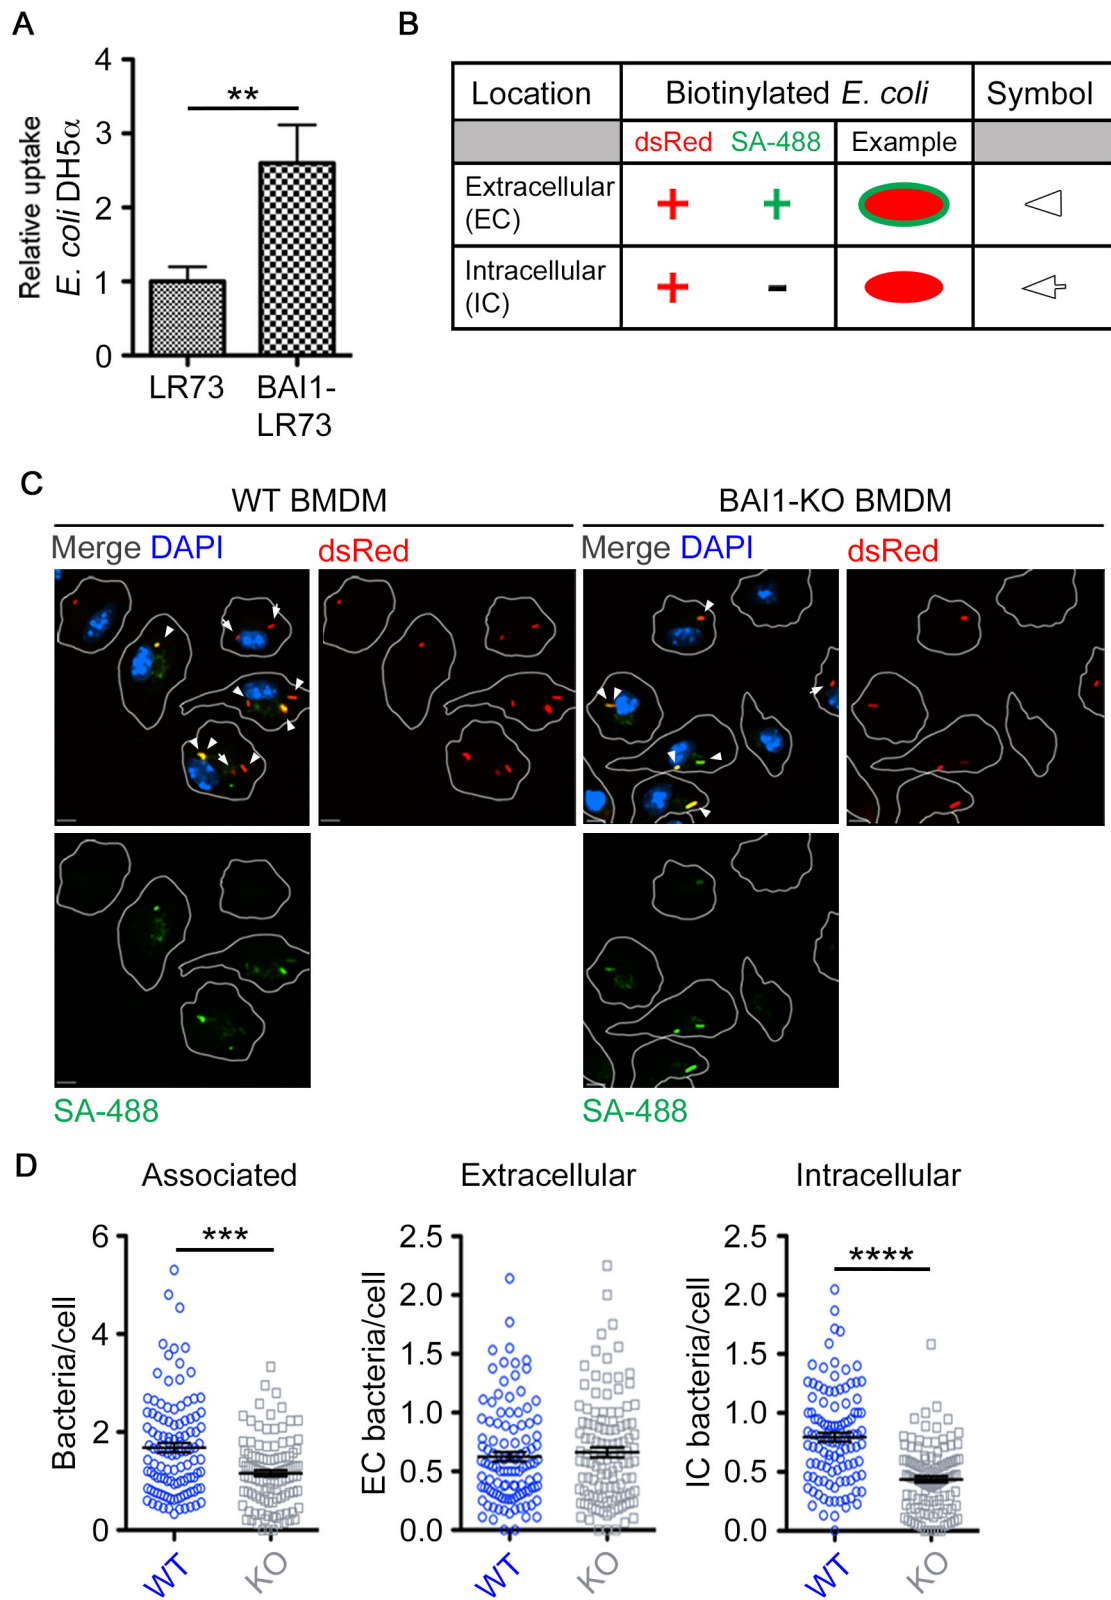 A
Relative uptake
E. coli DH5α
4
3
2
1
0
**
LR73
BAI1-
LR73
B
Location
Biotinylated E. coli
Symbol
dsRed
SA-488
Example
Extracellular
(EC)
+
+
Intracellular
(IC)
+
-
C
WT BMDM
BAI1-KO BMDM
Merge DAPI
dsRed
Merge DAPI
dsRed
SA-488
SA-488
D
Associated
Bacteria/cell
6
4
2
0
***
WT
KO
Extracellular
EC bacteria/cell
2.5
2.0
1.5
1.0
0.5
0.0
WT
KO
Intracellular
IC bacteria/cell
2.5
2.0
1.5
1.0
0.5
0.0
****
WT
KO